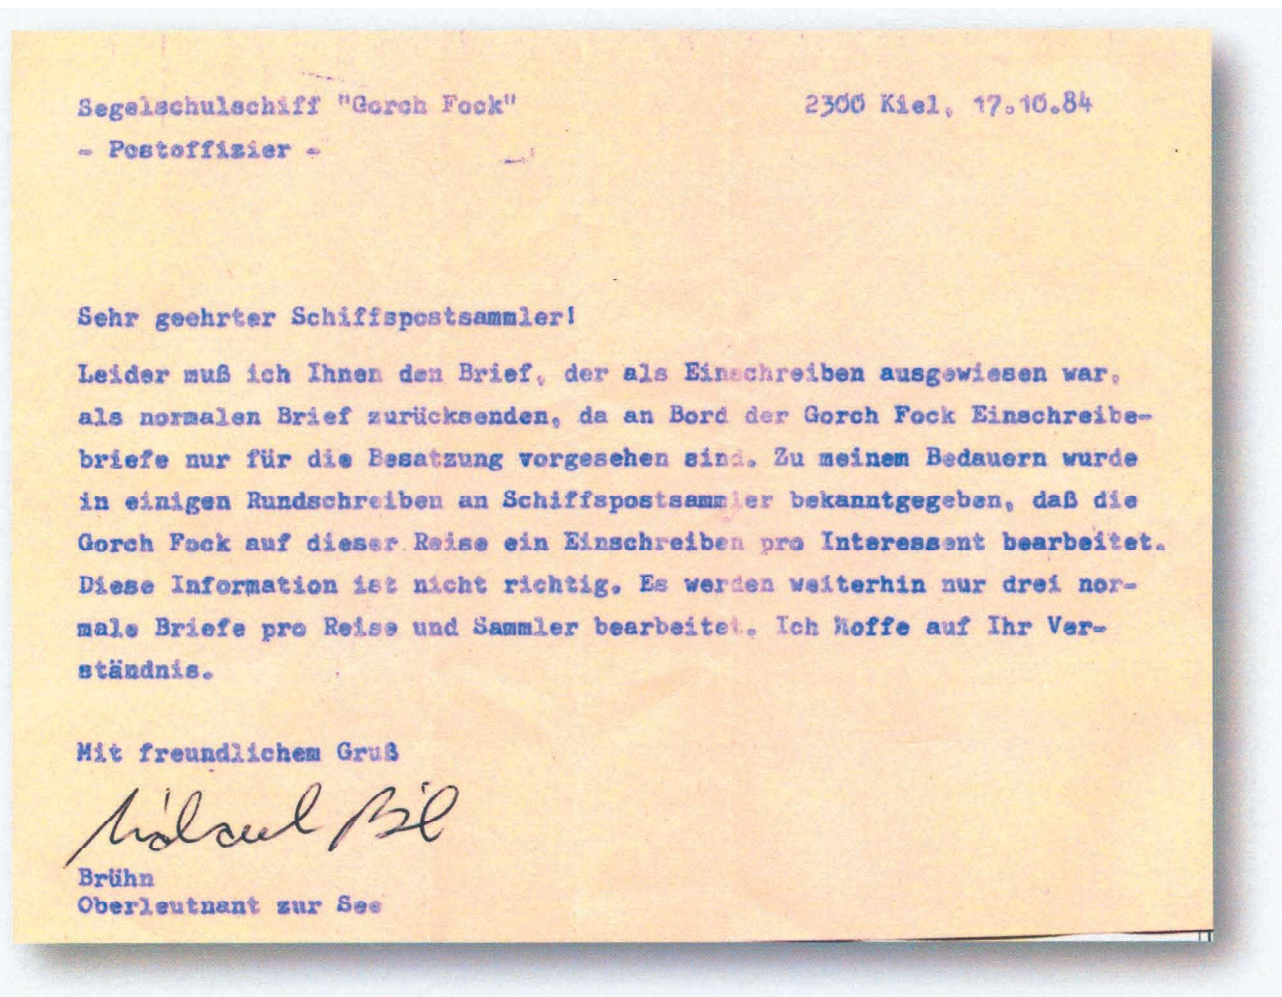 Segelschulschiff "Gorch Fock" 2300 Kiel, 17.10.84
- Postoffizier -
Sehr geehrter Schiffspostsammler!
Leider muß ich Ihnen den Brief, der als Einschreiben ausgewiesen war,
als normalen Brief zurücksenden, da an Bord der Gorch Fock Einschreibe-
briefe nur für die Besatzung vorgesehen sind. Zu meinem Bedauern wurde
in einigen Rundschreiben an Schiffspostsammler bekanntgegeben, daß die
Gorch Fock auf dieser Reise ein Einschreiben pro Interessent bearbeitet.
Diese Information ist nicht richtig. Es werden weiterhin nur drei nor-
male Briefe pro Reise und Sammler bearbeitet. Ich hoffe auf Ihr Ver-
ständnis.
Mit freundlichem Gruß
Brühn
Oberleutnant zur See